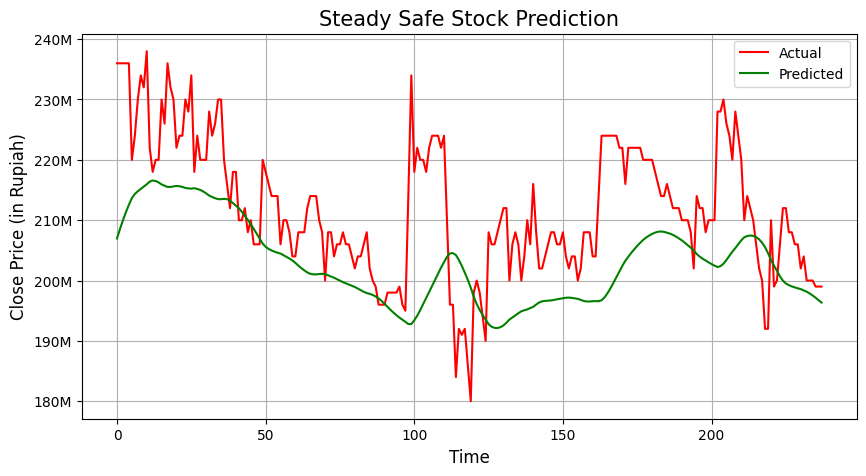 Steady Safe Stock Prediction
Actual
Predicted
Close Price (in Rupiah)
240M
230M
220M
210M
200M
190M
180M
0 50 100 150 200
Time